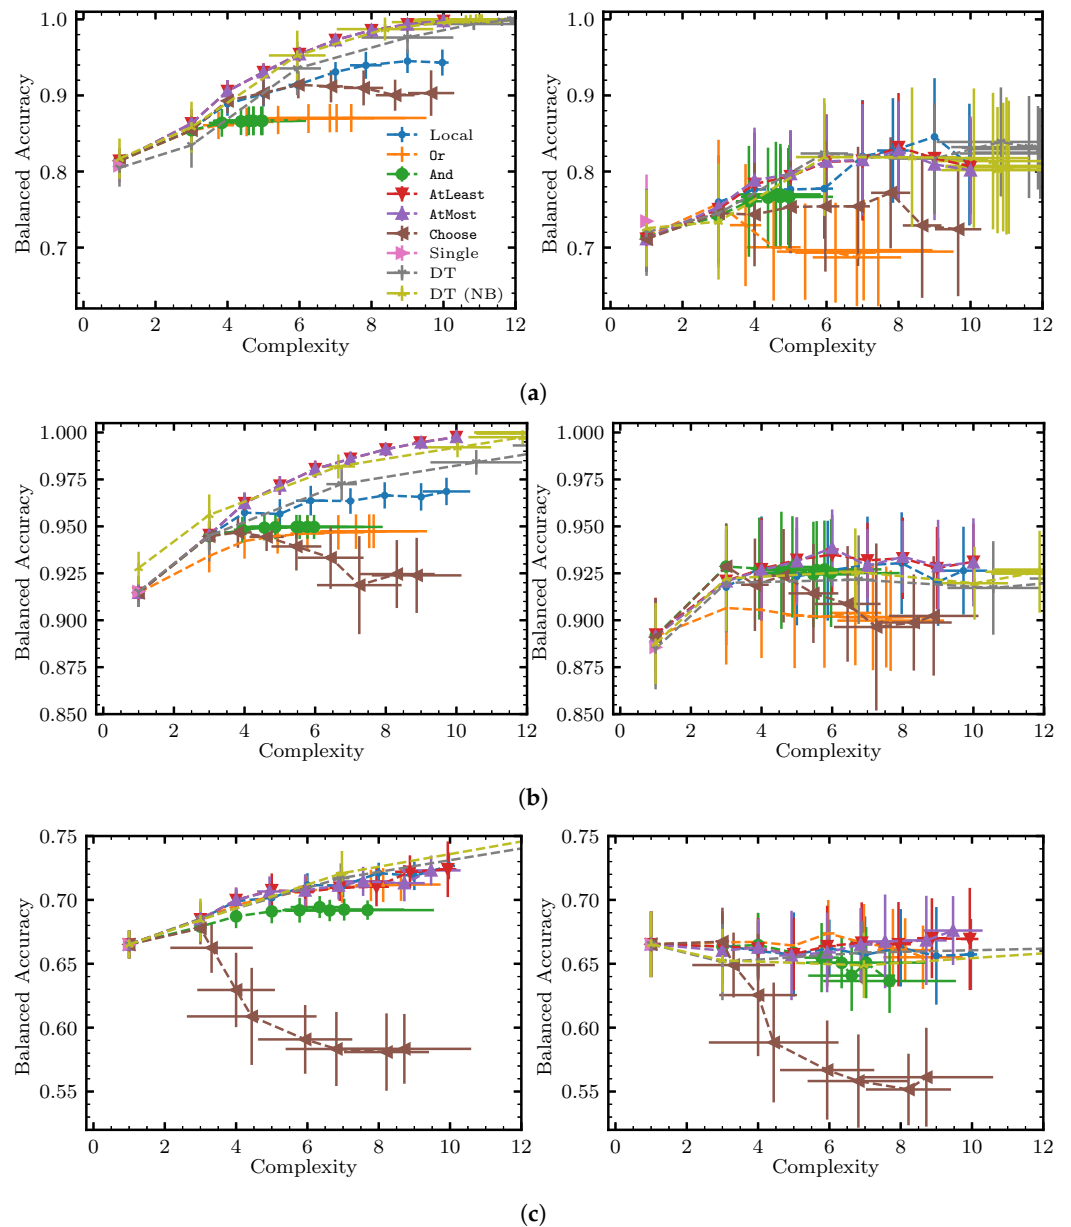 1.0
0.9
0.8
0.7
Balanced Accuracy
0 2 4 6 8 10 12
Complexity
Local
Or
And
AtLeast
AtMost
Choose
Single
DT
DT (NB)
1.0
0.9
0.8
0.7
Balanced Accuracy
0 2 4 6 8 10 12
Complexity
(a)
1.000
0.975
0.950
0.925
0.900
0.875
0.850
Balanced Accuracy
0 2 4 6 8 10 12
Complexity
1.000
0.975
0.950
0.925
0.900
0.875
0.850
Balanced Accuracy
0 2 4 6 8 10 12
Complexity
(b)
0.75
0.70
0.65
0.60
0.55
Balanced Accuracy
0 2 4 6 8 10 12
Complexity
0.75
0.70
0.65
0.60
0.55
Balanced Accuracy
0 2 4 6 8 10 12
Complexity
(c)